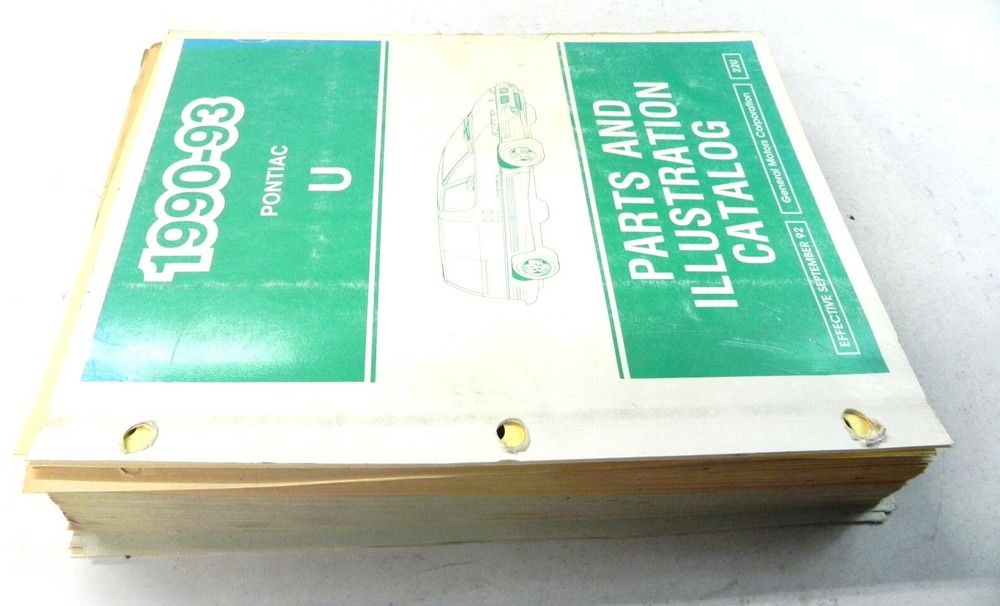 1990-93
PONTIAC
U
PARTS AND
ILLUSTRATION
CATALOG
EFFECTIVE SEPTEMBER 92
General Motors Corporation
22U